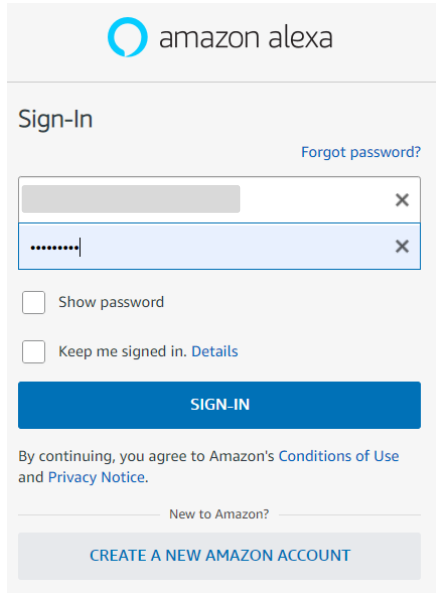 amazon alexa
Sign-In
Forgot password?
•••••••••
Show password
Keep me signed in. Details
SIGN-IN
By continuing, you agree to Amazon's Conditions of Use
and Privacy Notice.
New to Amazon?
CREATE A NEW AMAZON ACCOUNT